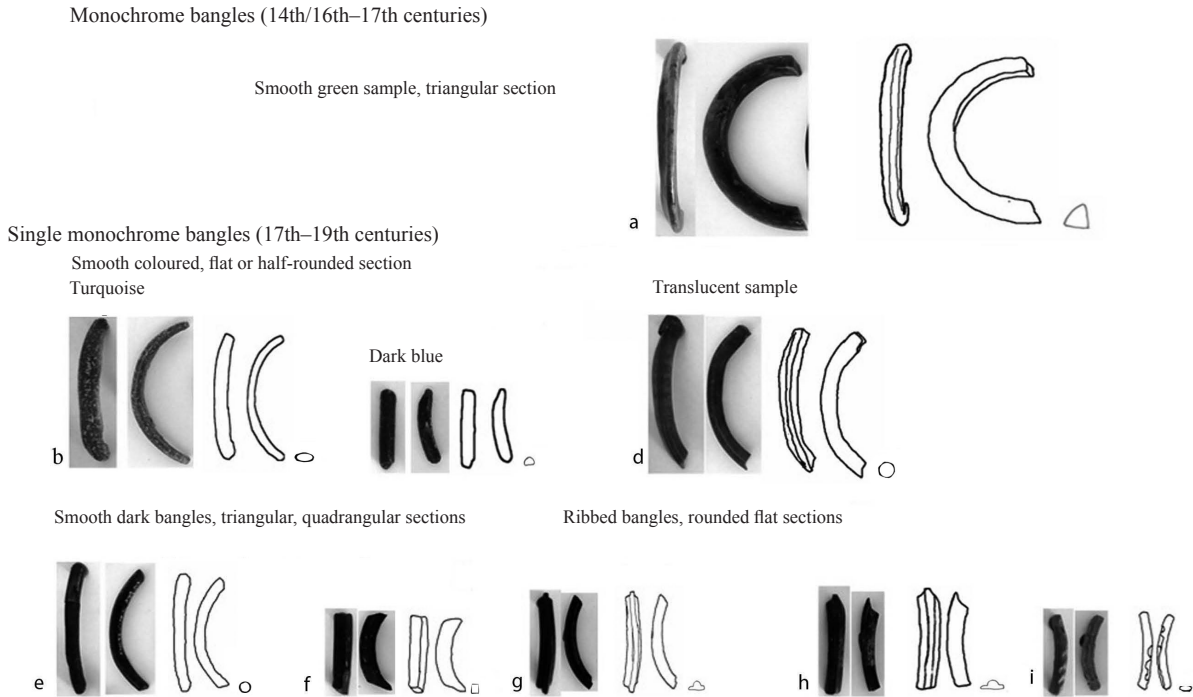 Monochrome bangles (14th/16th–17th centuries)
Smooth green sample, triangular section
a
Single monochrome bangles (17th–19th centuries)
Smooth coloured, flat or half-rounded section
Turquoise
Translucent sample
Dark blue
b
d
Smooth dark bangles, triangular, quadrangular sections
Ribbed bangles, rounded flat sections
e
f
g
h
i